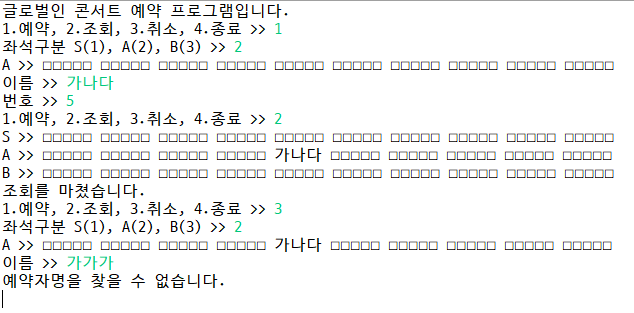 글로벌인 콘서트 예약 프로그램입니다.
1.예약, 2.조회, 3.취소, 4.종료 >> 1
좌석구분 S(1), A(2), B(3) >> 2
A >> □□□□□ □□□□□ □□□□□ □□□□□ □□□□□ □□□□□ □□□□□ □□□□□ □□□□□ □□□□□
이름 >> 가나다
번호 >> 5
1.예약, 2.조회, 3.취소, 4.종료 >> 2
S >> □□□□□ □□□□□ □□□□□ □□□□□ □□□□□ □□□□□ □□□□□ □□□□□ □□□□□ □□□□□
A >> □□□□□ □□□□□ □□□□□ □□□□□ 가나다 □□□□□ □□□□□ □□□□□ □□□□□ □□□□□
B >> □□□□□ □□□□□ □□□□□ □□□□□ □□□□□ □□□□□ □□□□□ □□□□□ □□□□□ □□□□□
조회를 마쳤습니다.
1.예약, 2.조회, 3.취소, 4.종료 >> 3
좌석구분 S(1), A(2), B(3) >> 2
A >> □□□□□ □□□□□ □□□□□ □□□□□ 가나다 □□□□□ □□□□□ □□□□□ □□□□□ □□□□□
이름 >> 가가가
예약자명을 찾을 수 없습니다.